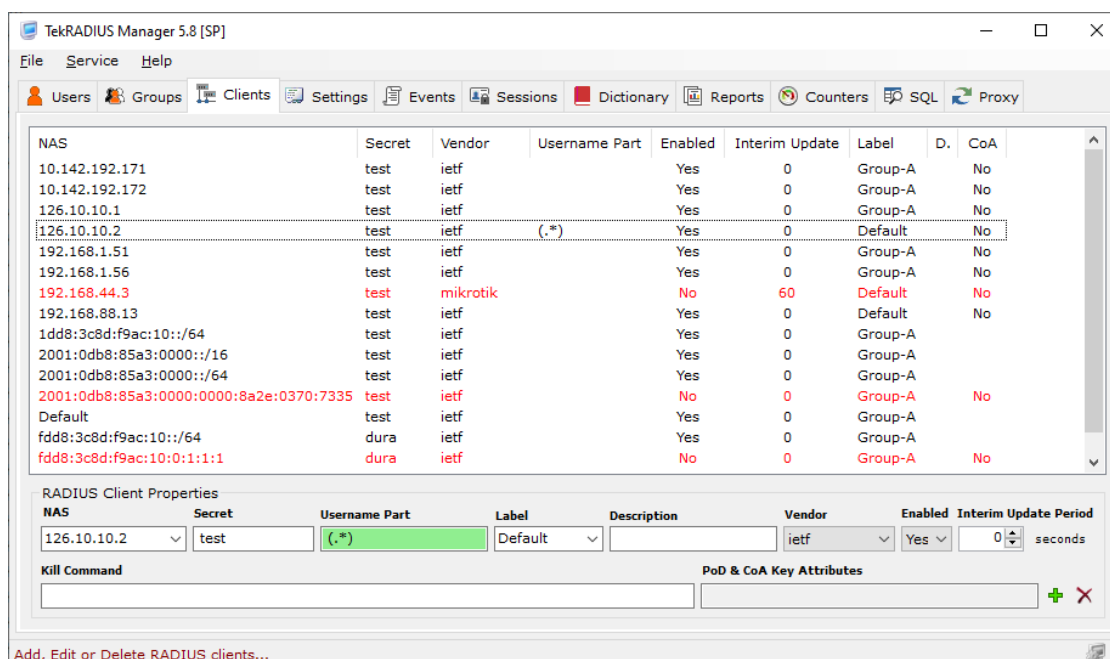 TekRADIUS Manager 5.8 [SP]
File Service Help
Users Groups Clients Settings Events Sessions Dictionary Reports Counters SQL Proxy
NAS Secret Vendor Username Part Enabled Interim Update Label D. CoA
10.142.192.171 test ietf Yes 0 Group-A No
10.142.192.172 test ietf Yes 0 Group-A No
126.10.10.1 test ietf Yes 0 Group-A No
126.10.10.2 test ietf (.*) Yes 0 Default No
192.168.1.51 test ietf Yes 0 Group-A No
192.168.1.56 test ietf Yes 0 Group-A No
192.168.44.3 test mikrotik No 60 Default No
192.168.88.13 test ietf Yes 0 Default No
1dd8:3c8d:f9ac:10::/64 test ietf Yes 0 Group-A
2001:0db8:85a3:0000::/16 test ietf Yes 0 Group-A
2001:0db8:85a3:0000::/64 test ietf Yes 0 Group-A
2001:0db8:85a3:0000:0000:8a2e:0370:7335 test ietf No 0 Group-A No
Default test ietf Yes 0 Group-A
fdd8:3c8d:f9ac:10::/64 dura ietf Yes 0 Group-A
fdd8:3c8d:f9ac:10:0:1:1:1 dura ietf No 0 Group-A No
RADIUS Client Properties
NAS Secret Username Part Label Description Vendor Enabled Interim Update Period
126.10.10.2 test (.*) Default ietf Yes 0 seconds
Kill Command PoD & CoA Key Attributes
Add, Edit or Delete RADIUS clients...